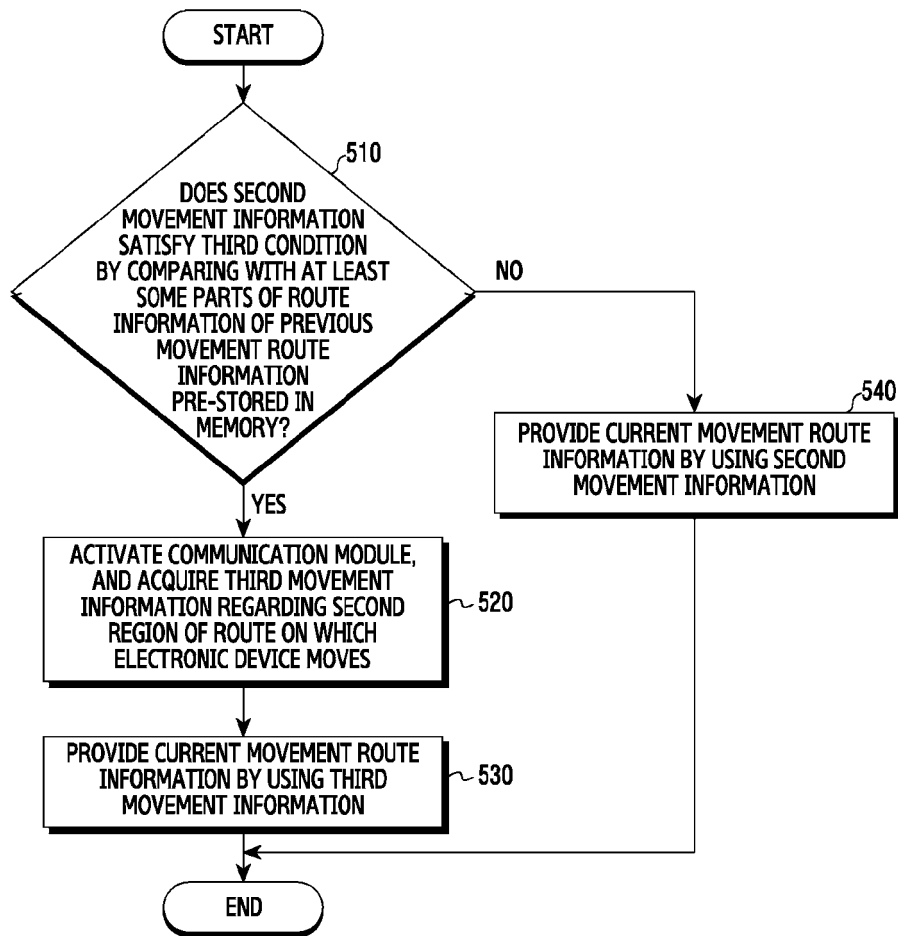 START
510
DOES SECOND
MOVEMENT INFORMATION
SATISFY THIRD CONDITION
BY COMPARING WITH AT LEAST
SOME PARTS OF ROUTE
INFORMATION OF PREVIOUS
MOVEMENT ROUTE
INFORMATION
PRE-STORED IN
MEMORY?
NO
YES
540
PROVIDE CURRENT MOVEMENT ROUTE
INFORMATION BY USING SECOND
MOVEMENT INFORMATION
ACTIVATE COMMUNICATION MODULE,
AND ACQUIRE THIRD MOVEMENT
INFORMATION REGARDING SECOND
REGION OF ROUTE ON WHICH
ELECTRONIC DEVICE MOVES
520
PROVIDE CURRENT MOVEMENT ROUTE
INFORMATION BY USING THIRD
MOVEMENT INFORMATION
530
END